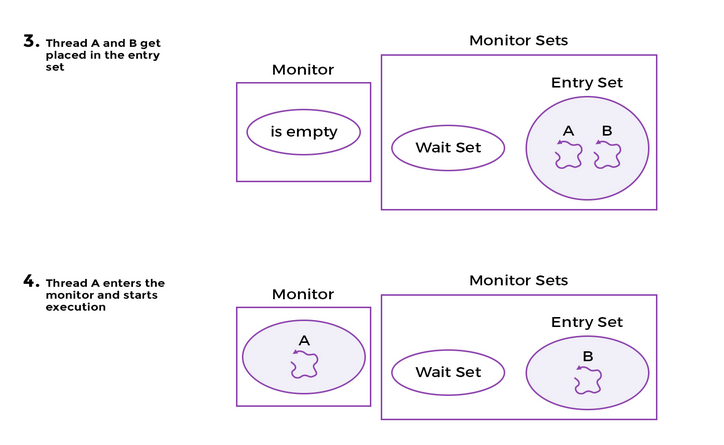 3. Thread A and B get
placed in the entry
set
Monitor Sets
Monitor
Entry Set
is empty
Wait Set
A B
4. Thread A enters the
monitor and starts
execution
Monitor Sets
Monitor
Entry Set
A
Wait Set
B